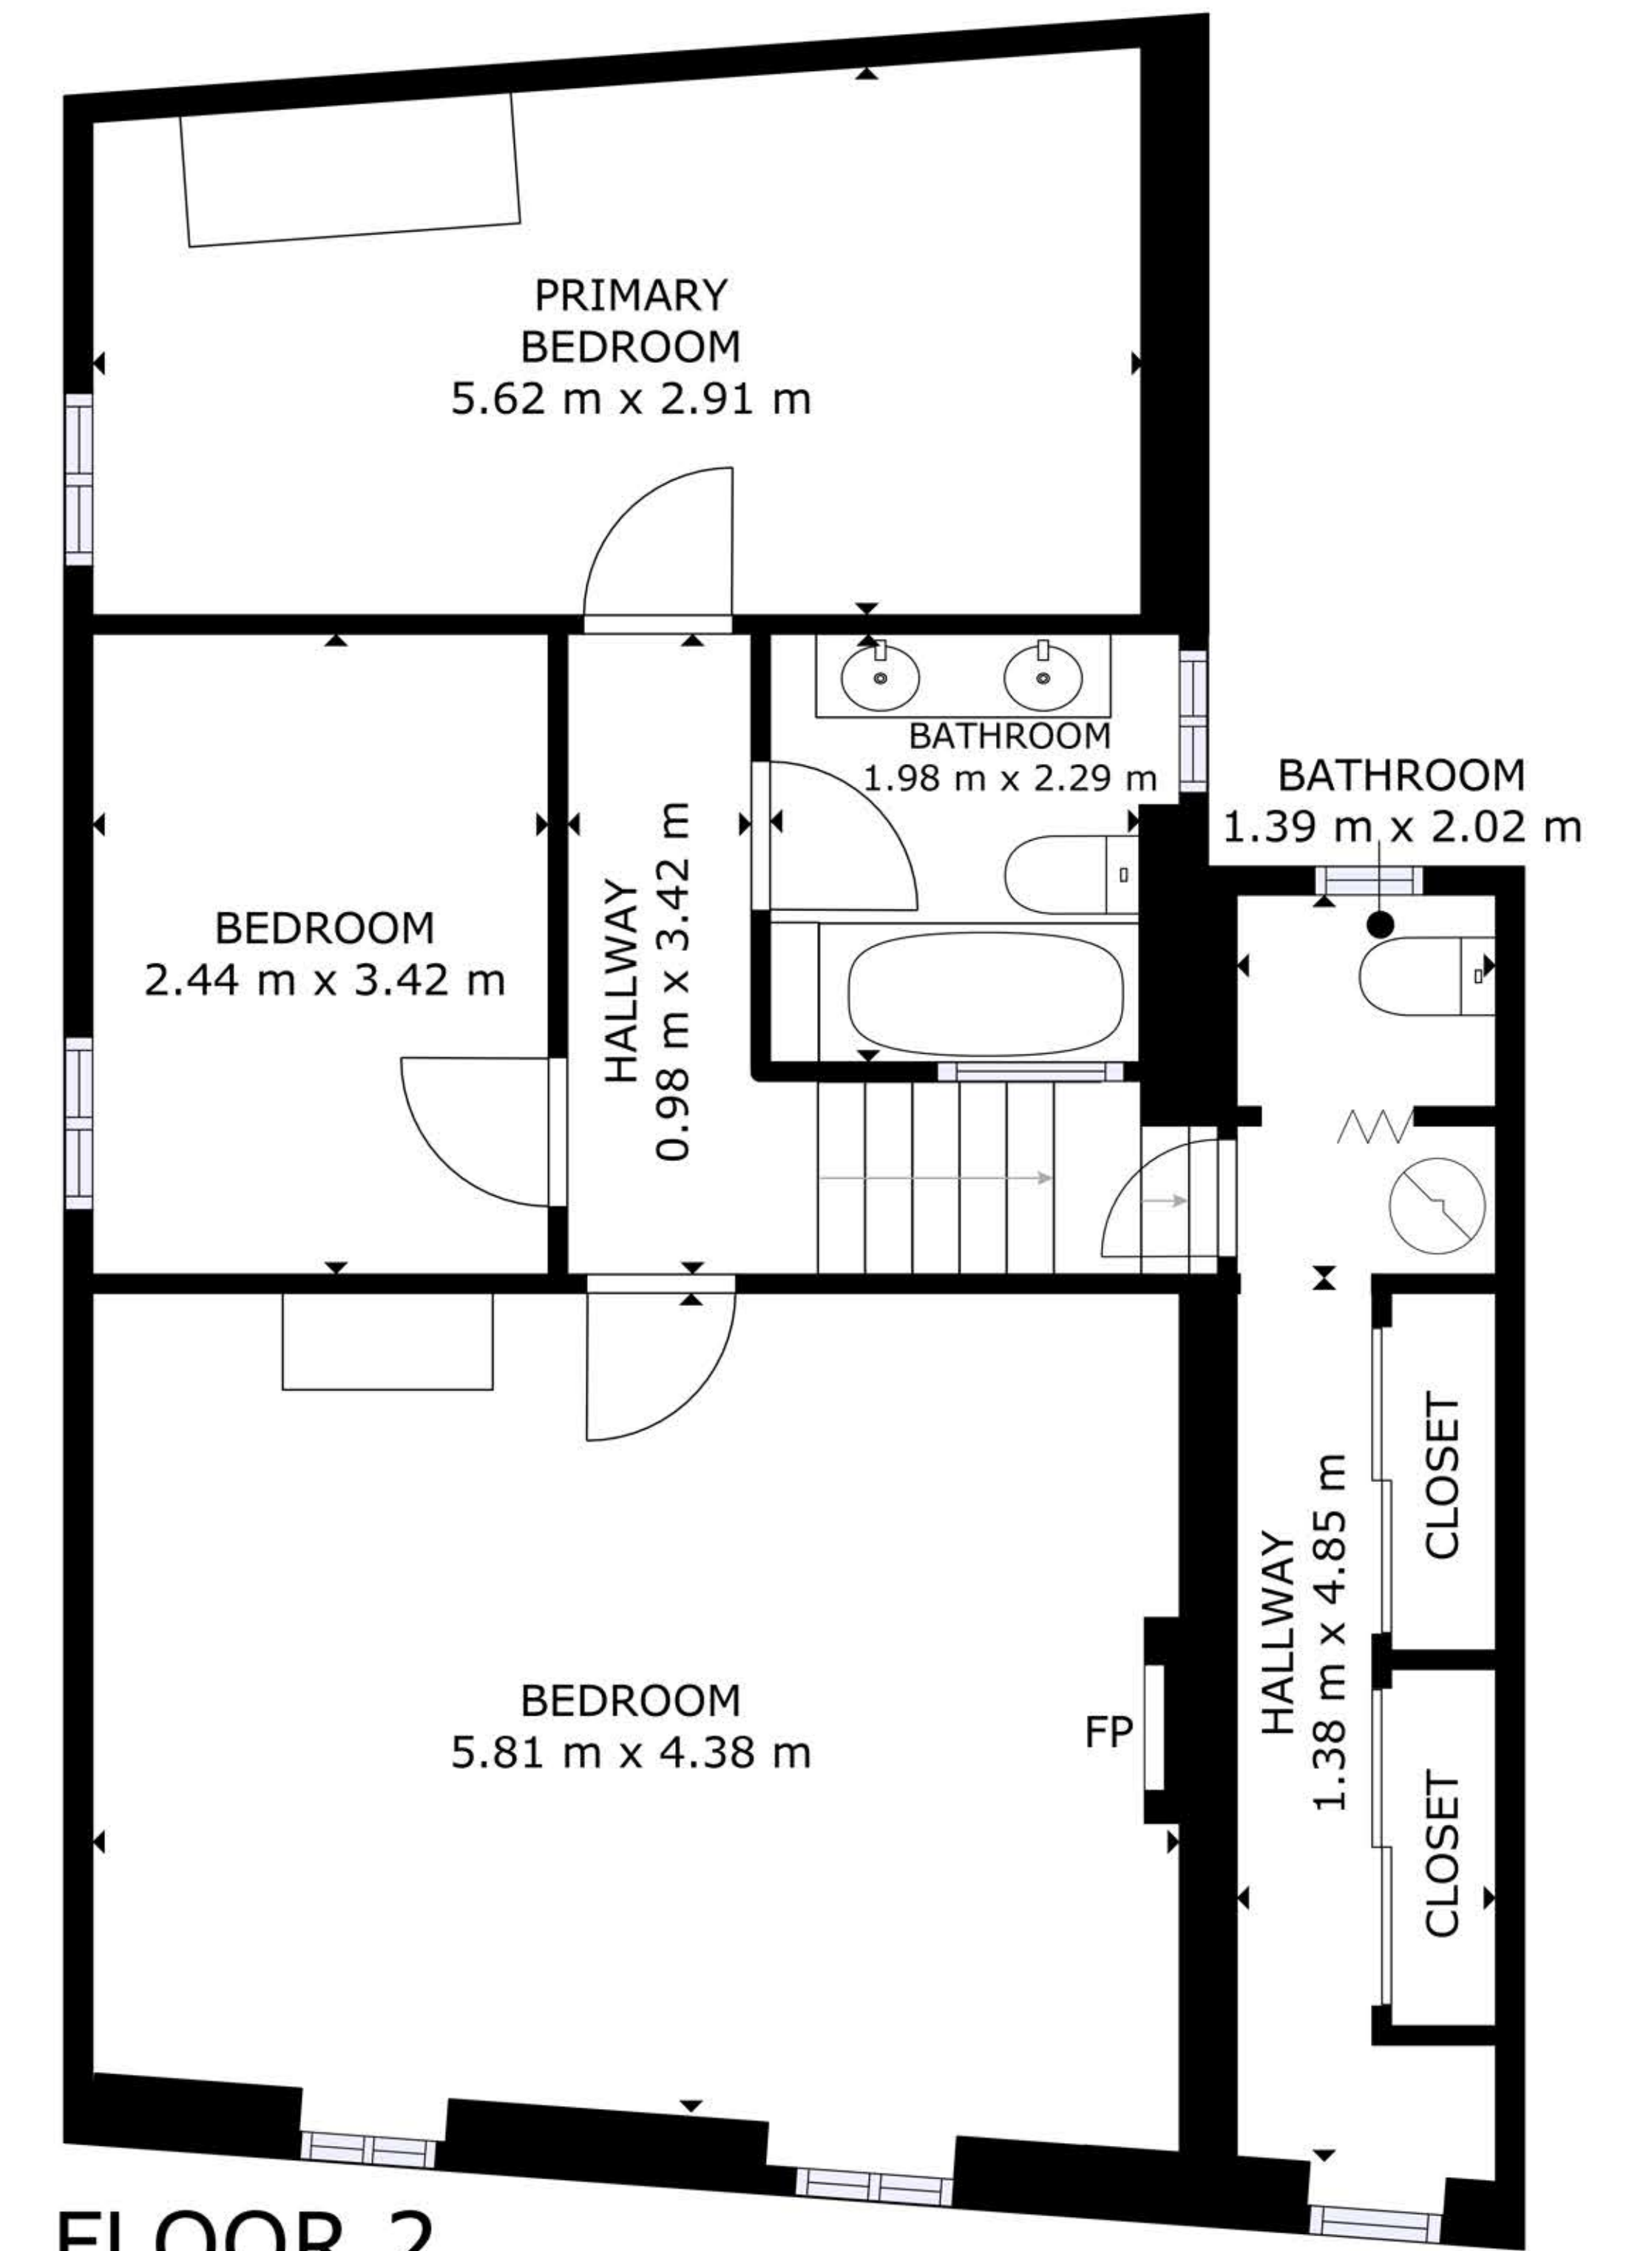 PRIMARY
BEDROOM
5.62 m x 2.91 m
BATHROOM
1.98 m x 2.29 m
BATHROOM
1.39 m x 2.02 m
BEDROOM
2.44 m x 3.42 m
HALLWAY
0.98 m x 3.42 m
BEDROOM
5.81 m x 4.38 m
FP
HALLWAY
1.38 m x 4.85 m
CLOSET
CLOSET
FLOOR 2